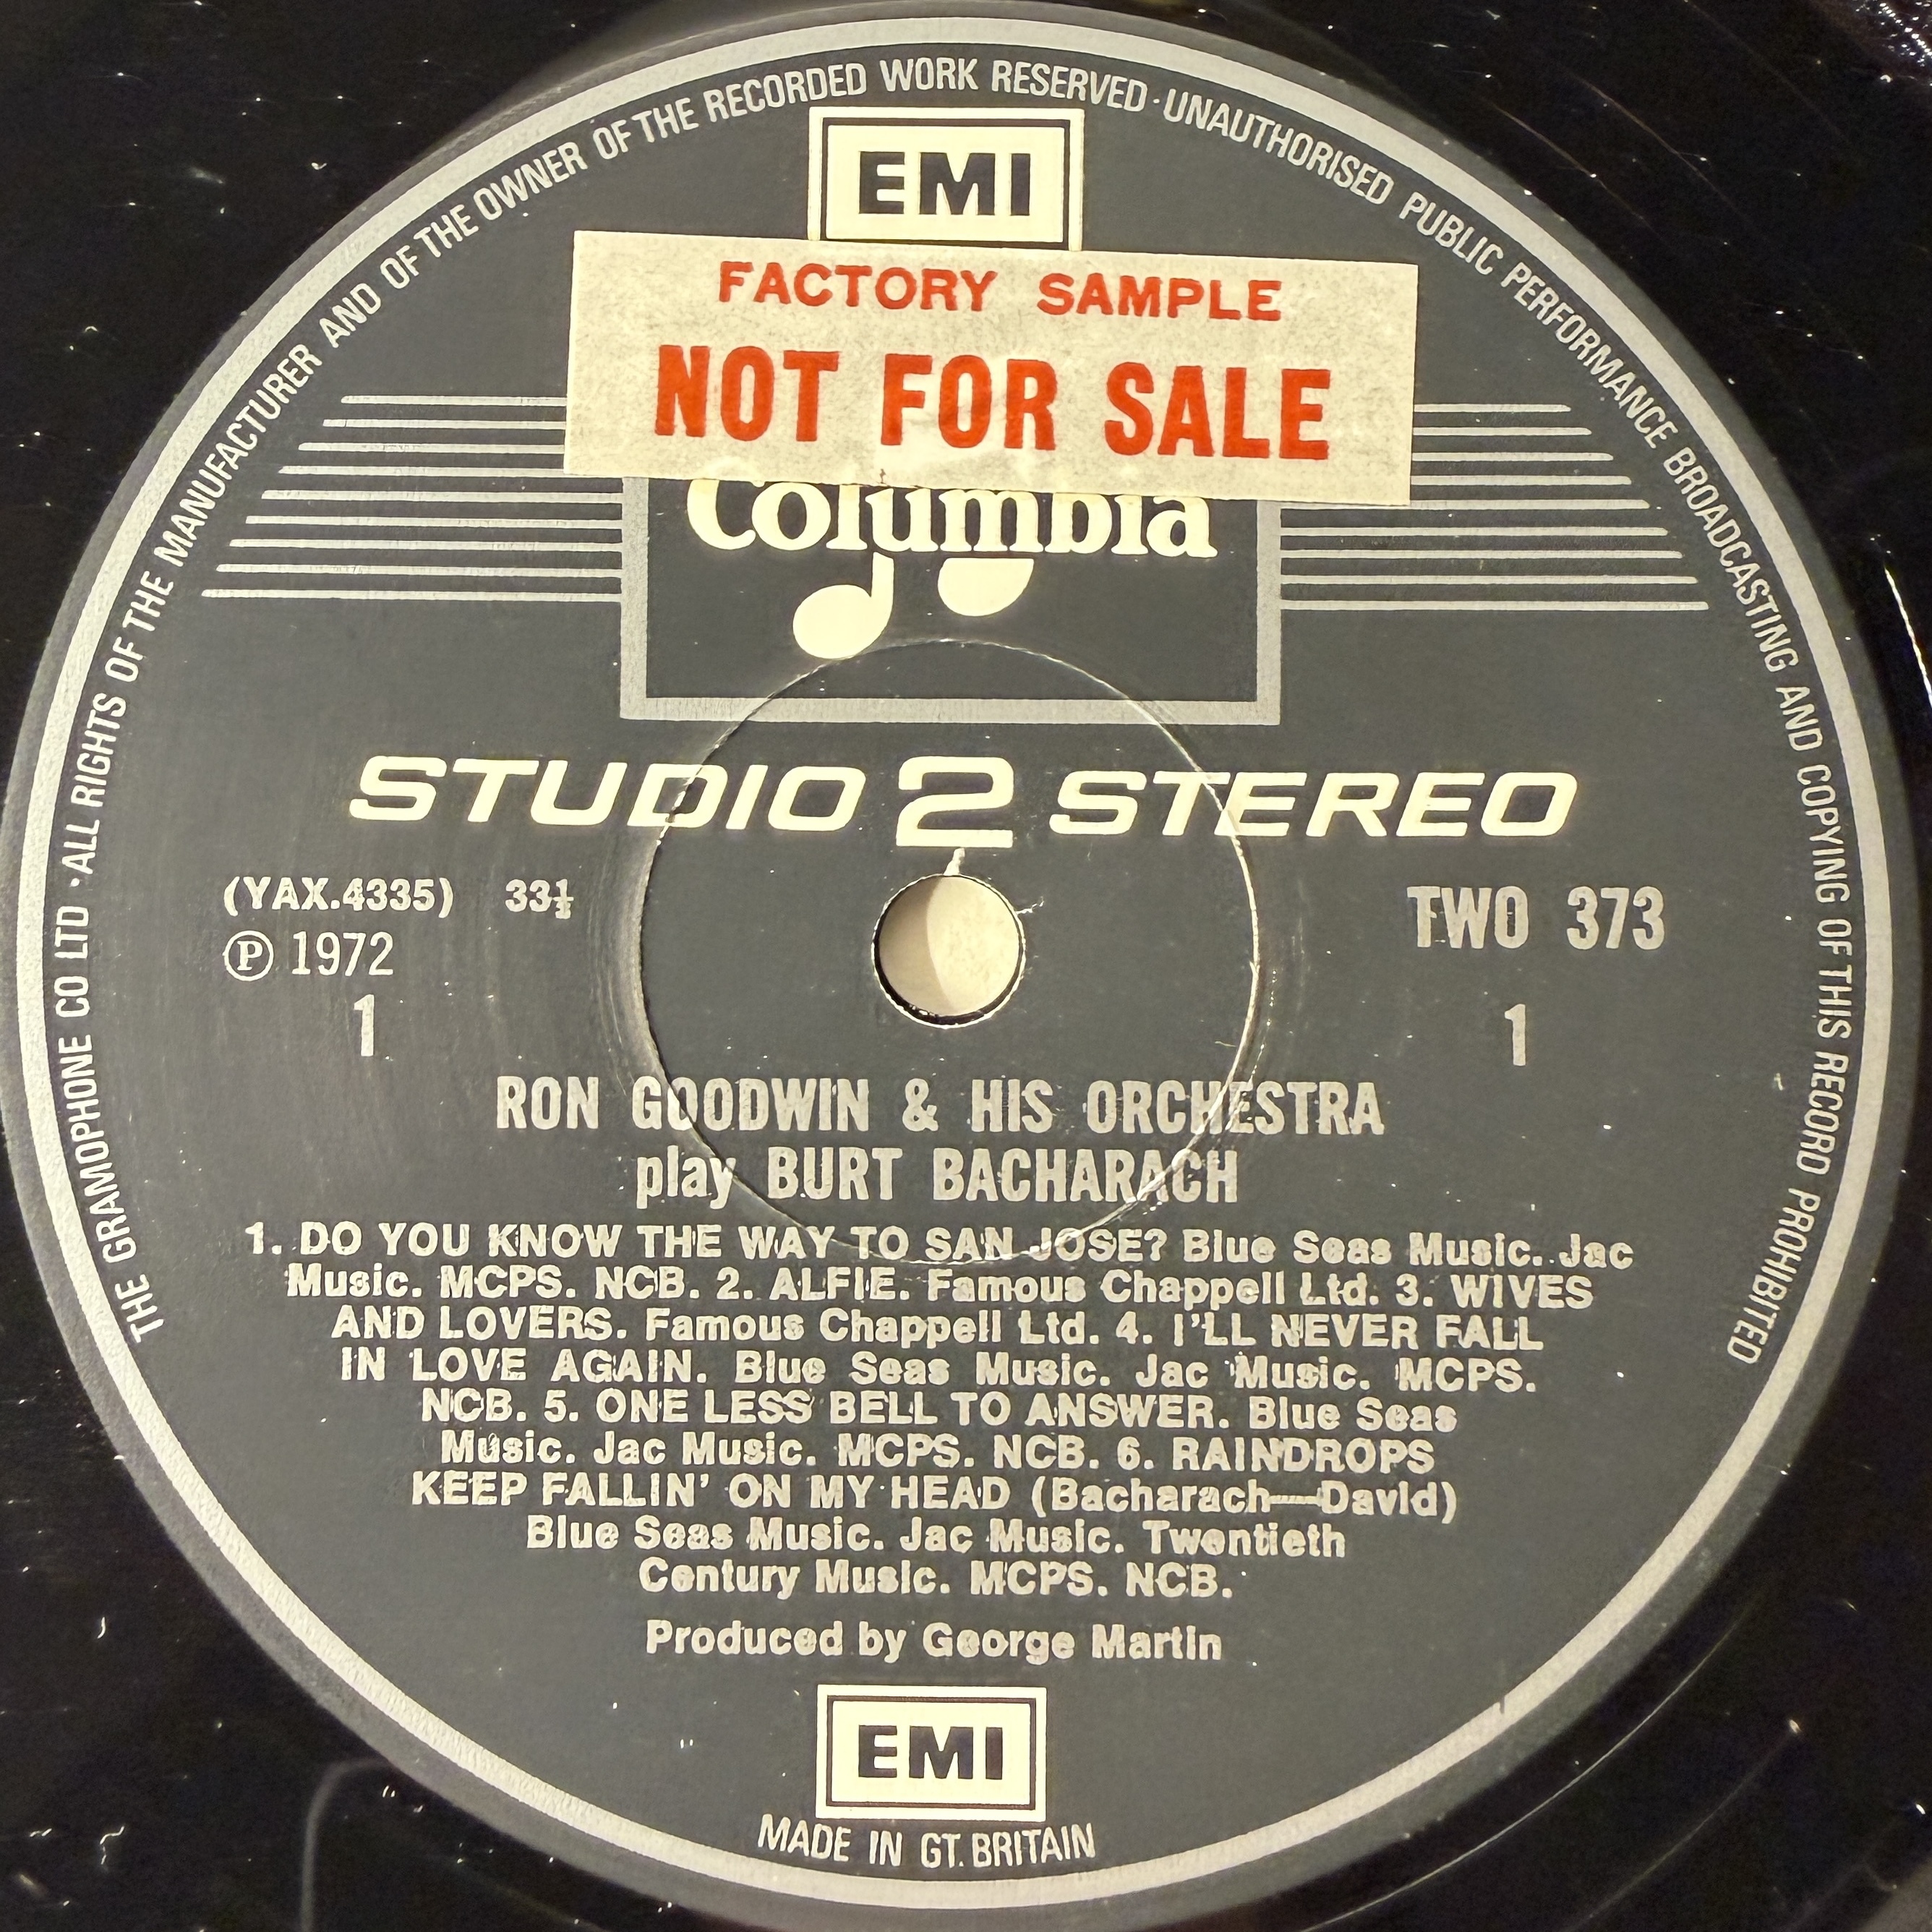 THE GRAMOPHONE CO LTD · ALL RIGHTS OF THE MANUFACTURER AND OF THE OWNER OF THE RECORDED WORK RESERVED · UNAUTHORISED PUBLIC PERFORMANCE BROADCASTING AND COPYING OF THIS RECORD PROHIBITED
EMI
FACTORY SAMPLE
NOT FOR SALE
Columbia
STUDIO 2 STEREO
(YAX.4335) 33⅓
TWO 373
Ⓟ 1972
1
1
RON GOODWIN & HIS ORCHESTRA
play BURT BACHARACH
1. DO YOU KNOW THE WAY TO SAN JOSE? Blue Seas Music. Jac
Music. MCPS. NCB. 2. ALFIE. Famous Chappell Ltd. 3. WIVES
AND LOVERS. Famous Chappell Ltd. 4. I'LL NEVER FALL
IN LOVE AGAIN. Blue Seas Music. Jac Music. MCPS.
NCB. 5. ONE LESS BELL TO ANSWER. Blue Seas
Music. Jac Music. MCPS. NCB. 6. RAINDROPS
KEEP FALLIN' ON MY HEAD (Bacharach—David)
Blue Seas Music. Jac Music. Twentieth
Century Music. MCPS. NCB.
Produced by George Martin
EMI
MADE IN GT. BRITAIN